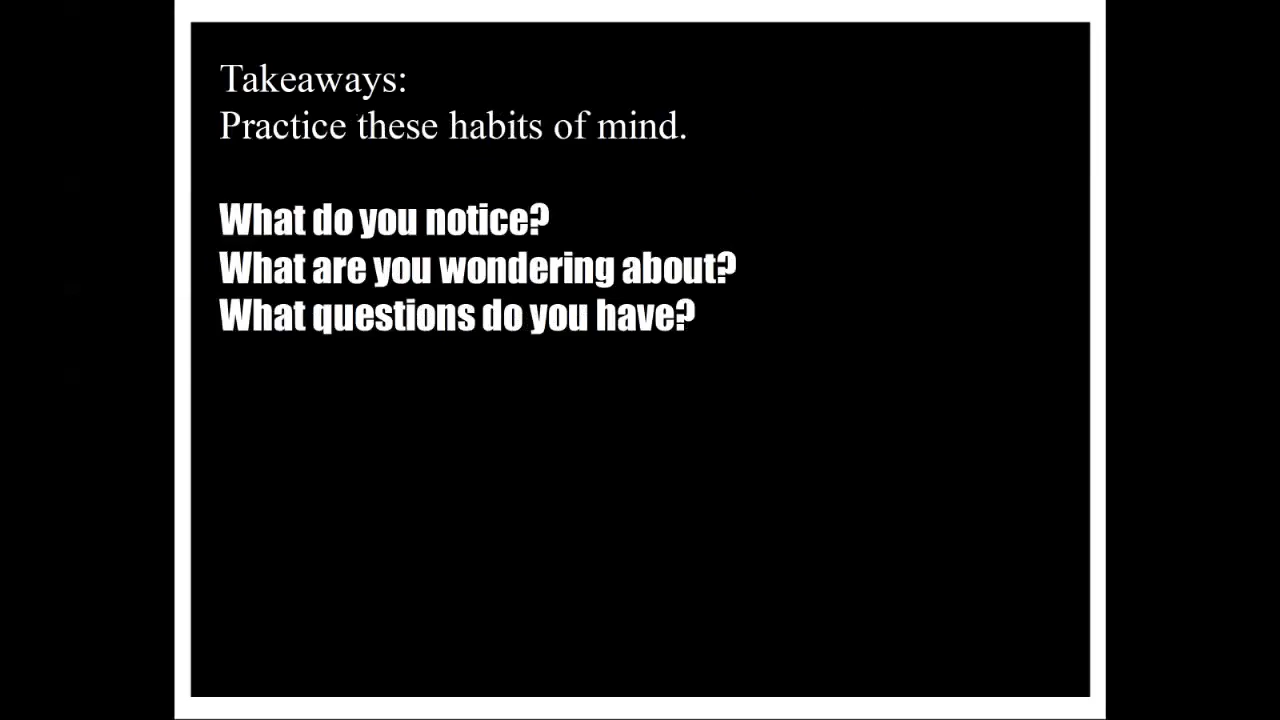 Takeaways:
Practice these habits of mind.
What do you notice?
What are you wondering about?
What questions do you have?